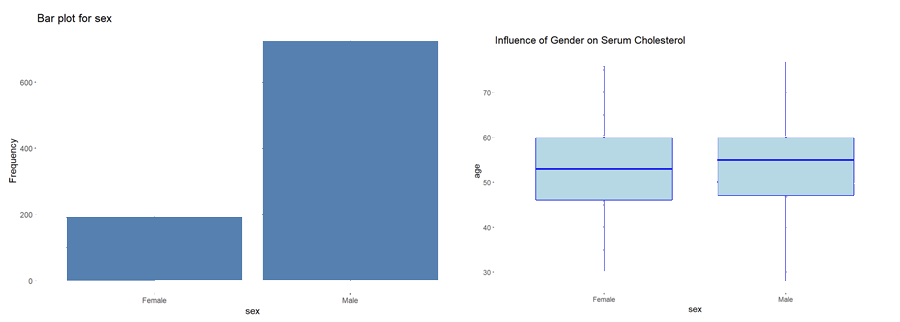 Bar plot for sex
Frequency
600
400
200
0
Female
Male
sex
Influence of Gender on Serum Cholesterol
age
70
60
50
40
30
Female
Male
sex